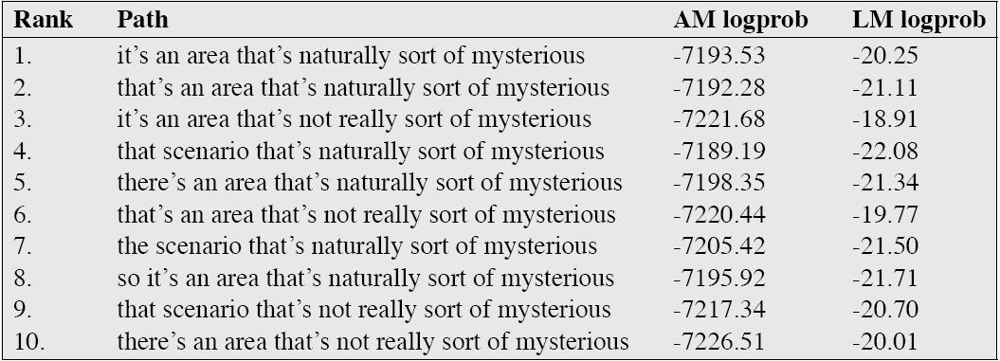 Rank Path AM logprob LM logprob
1. it’s an area that’s naturally sort of mysterious -7193.53 -20.25
2. that’s an area that’s naturally sort of mysterious -7192.28 -21.11
3. it’s an area that’s not really sort of mysterious -7221.68 -18.91
4. that scenario that’s naturally sort of mysterious -7189.19 -22.08
5. there’s an area that’s naturally sort of mysterious -7198.35 -21.34
6. that’s an area that’s not really sort of mysterious -7220.44 -19.77
7. the scenario that’s naturally sort of mysterious -7205.42 -21.50
8. so it’s an area that’s naturally sort of mysterious -7195.92 -21.71
9. that scenario that’s not really sort of mysterious -7217.34 -20.70
10. there’s an area that’s not really sort of mysterious -7226.51 -20.01